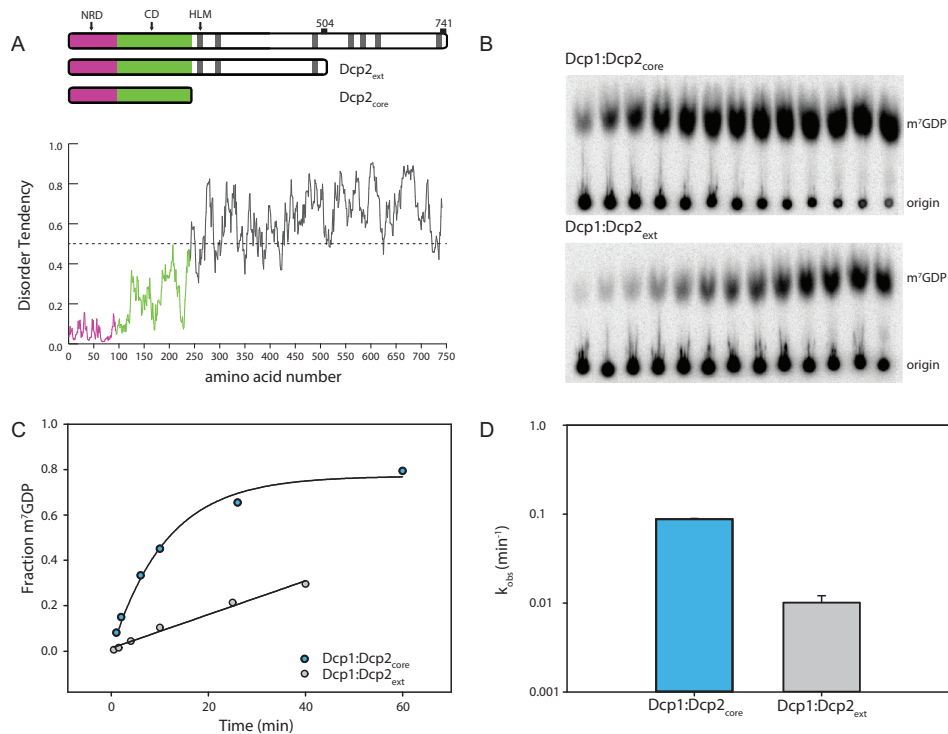 A
NRD CD HLM
504 741
Dcp2ext
Dcp2core
1.0
0.8
0.6
0.4
0.2
0.0
Disorder Tendency
0 50 100 150 200 250 300 350 400 450 500 550 600 650 700 750
amino acid number
B
Dcp1:Dcp2core
m⁷GDP
origin
Dcp1:Dcp2ext
m⁷GDP
origin
C
0.8
0.6
0.4
0.2
0.0
Fraction m⁷GDP
Dcp1:Dcp2core
Dcp1:Dcp2ext
0 20 40 60
Time (min)
D
1.0
0.1
0.01
0.001
kobs (min⁻¹)
Dcp1:Dcp2core Dcp1:Dcp2ext